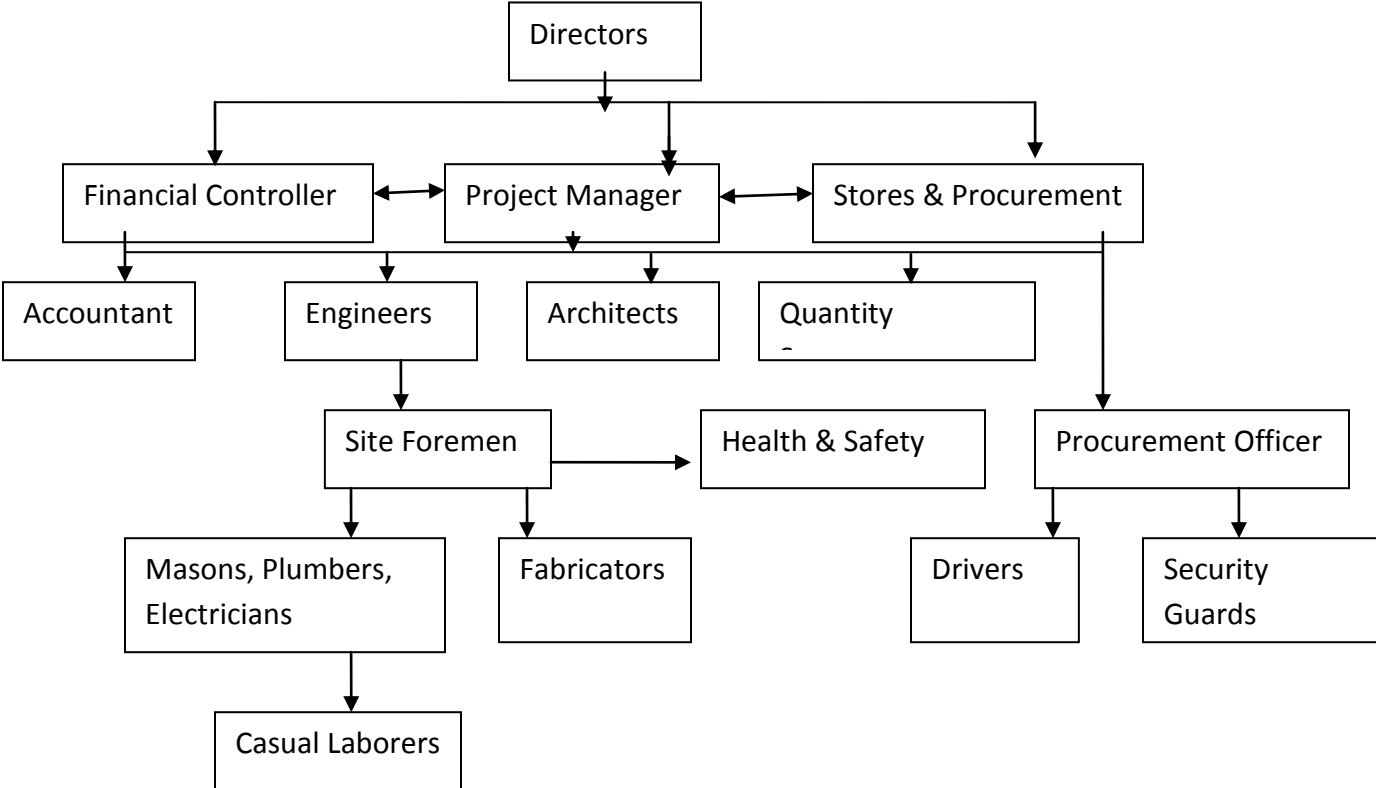 Directors
Financial Controller
Project Manager
Stores & Procurement
Accountant
Engineers
Architects
Quantity
Site Foremen
Health & Safety
Procurement Officer
Masons, Plumbers,
Electricians
Fabricators
Drivers
Security
Guards
Casual Laborers